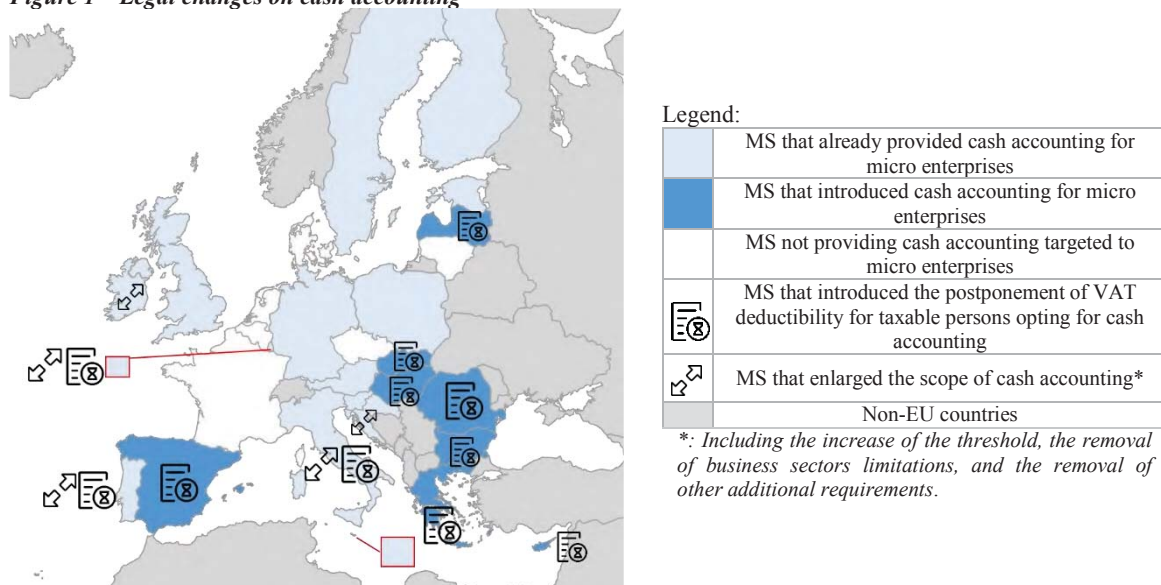 Figure 1 – Legal changes on cash accounting
Legend:
MS that already provided cash accounting for
micro enterprises
MS that introduced cash accounting for micro
enterprises
MS not providing cash accounting targeted to
micro enterprises
MS that introduced the postponement of VAT
deductibility for taxable persons opting for cash
accounting
MS that enlarged the scope of cash accounting*
Non-EU countries
*: Including the increase of the threshold, the removal
of business sectors limitations, and the removal of
other additional requirements.